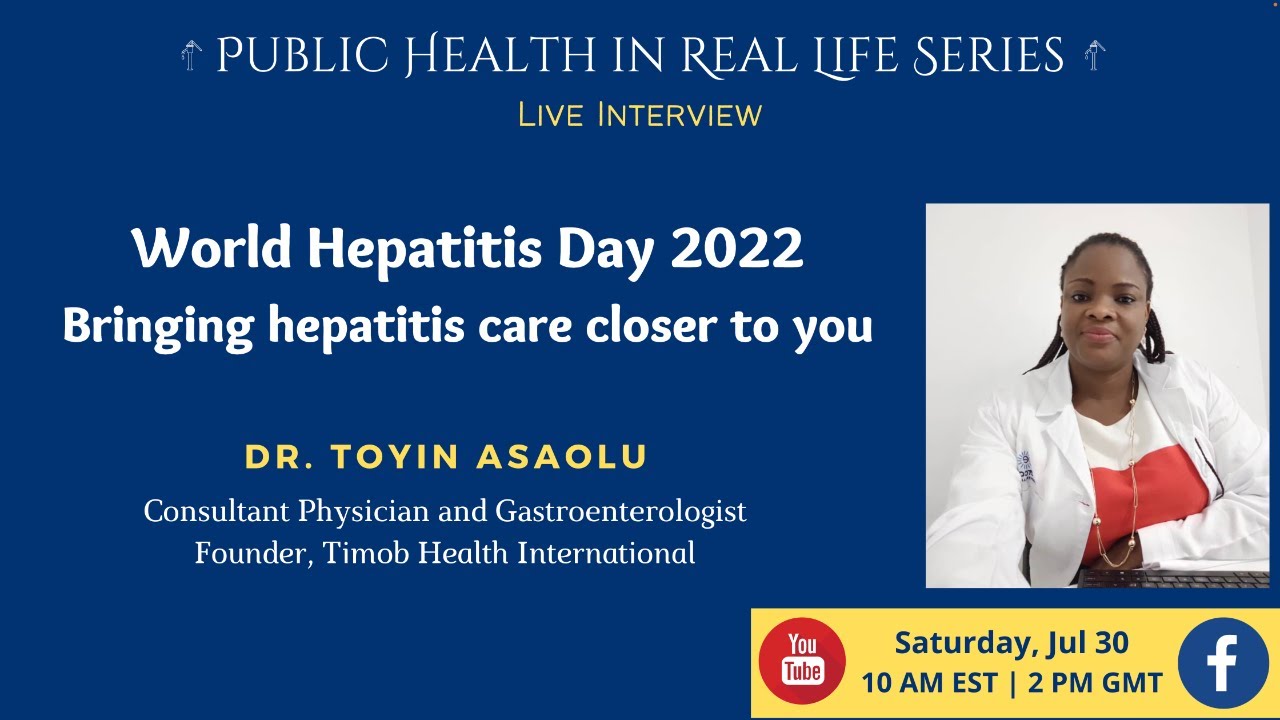 Public Health in Real Life Series
Live Interview
World Hepatitis Day 2022
Bringing hepatitis care closer to you
DR. TOYIN ASAOLU
Consultant Physician and Gastroenterologist
Founder, Timob Health International
You
Tube
Saturday, Jul 30
10 AM EST | 2 PM GMT
f